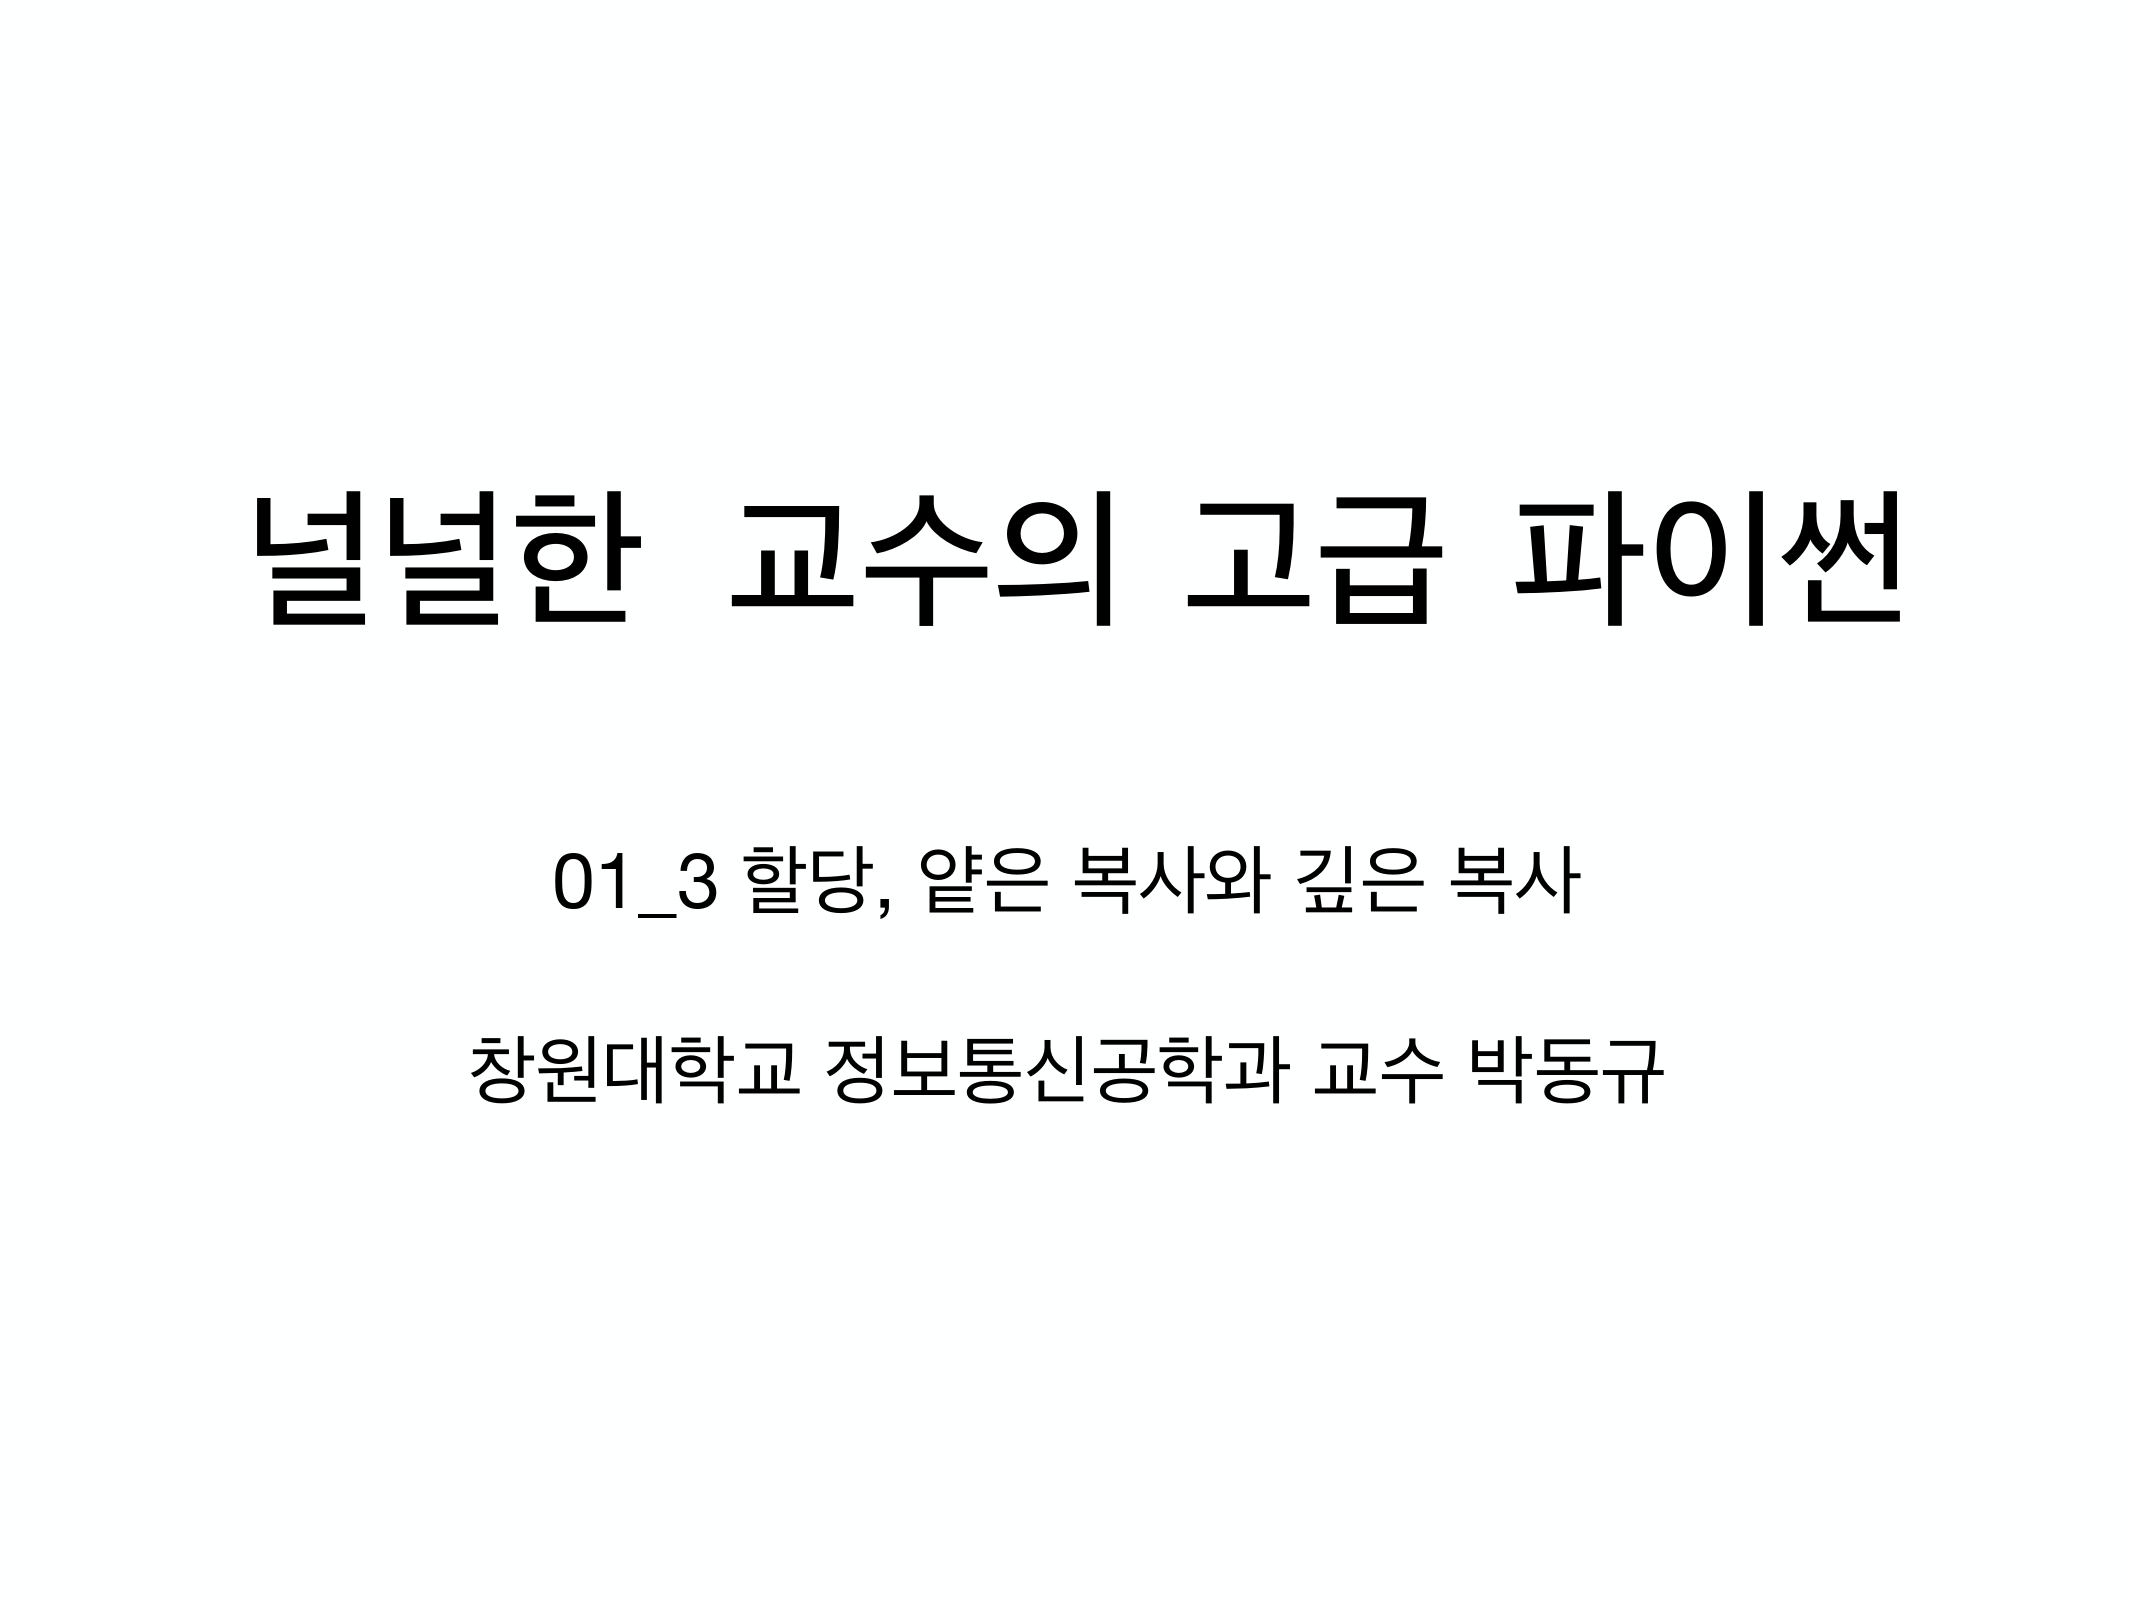 널널한 교수의 고급 파이썬
01_3 할당, 얕은 복사와 깊은 복사
창원대학교 정보통신공학과 교수 박동규